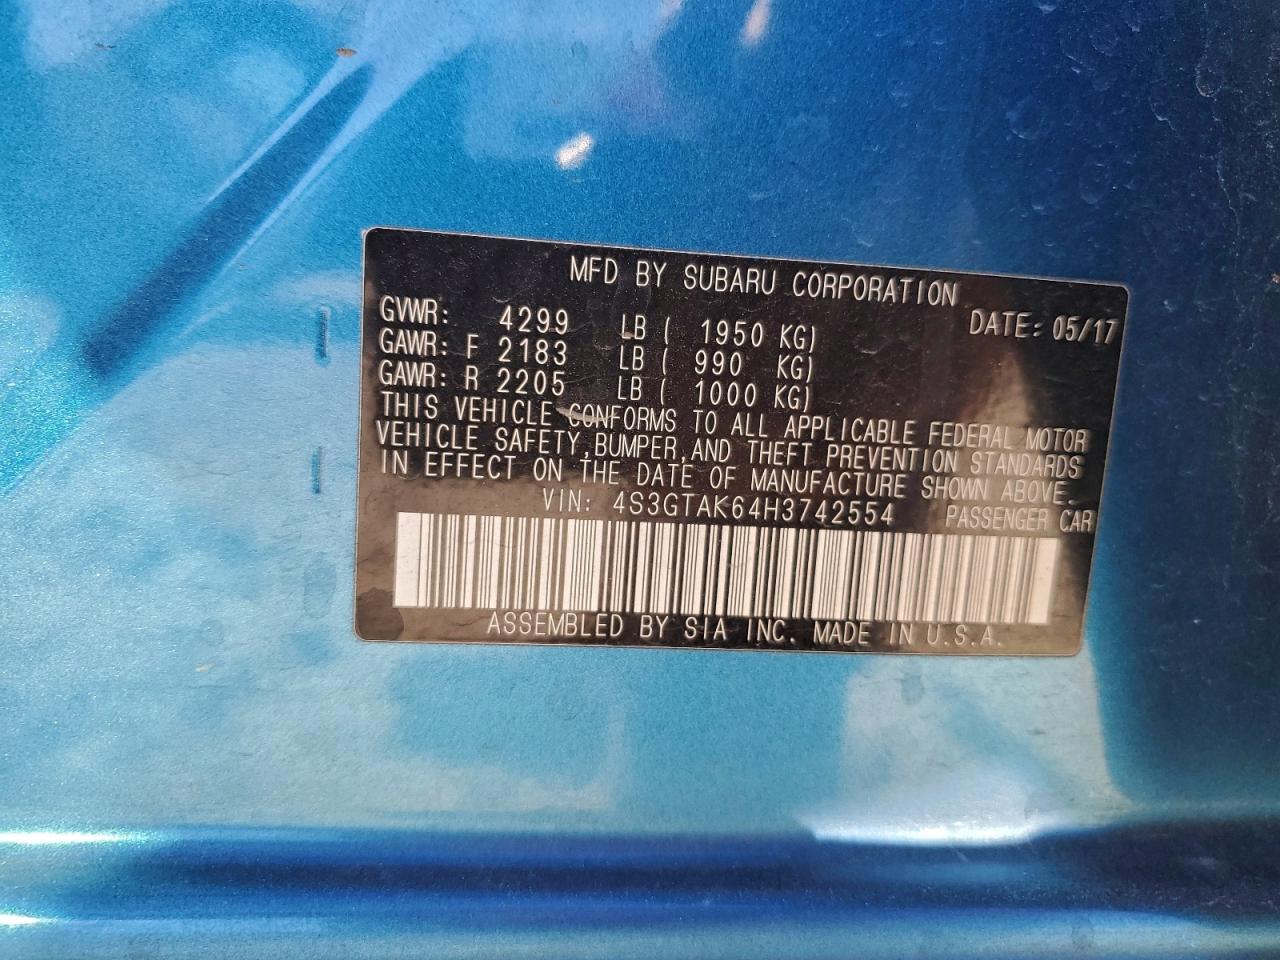 MFD BY SUBARU CORPORATION
DATE: 05/17
GVWR: 4299 LB ( 1950 KG)
GAWR: F 2183 LB ( 990 KG)
GAWR: R 2205 LB ( 1000 KG)
THIS VEHICLE CONFORMS TO ALL APPLICABLE FEDERAL MOTOR
VEHICLE SAFETY,BUMPER,AND THEFT PREVENTION STANDARDS
IN EFFECT ON THE DATE OF MANUFACTURE SHOWN ABOVE.
VIN: 4S3GTAK64H3742554 PASSENGER CAR
ASSEMBLED BY SIA INC. MADE IN U.S.A.